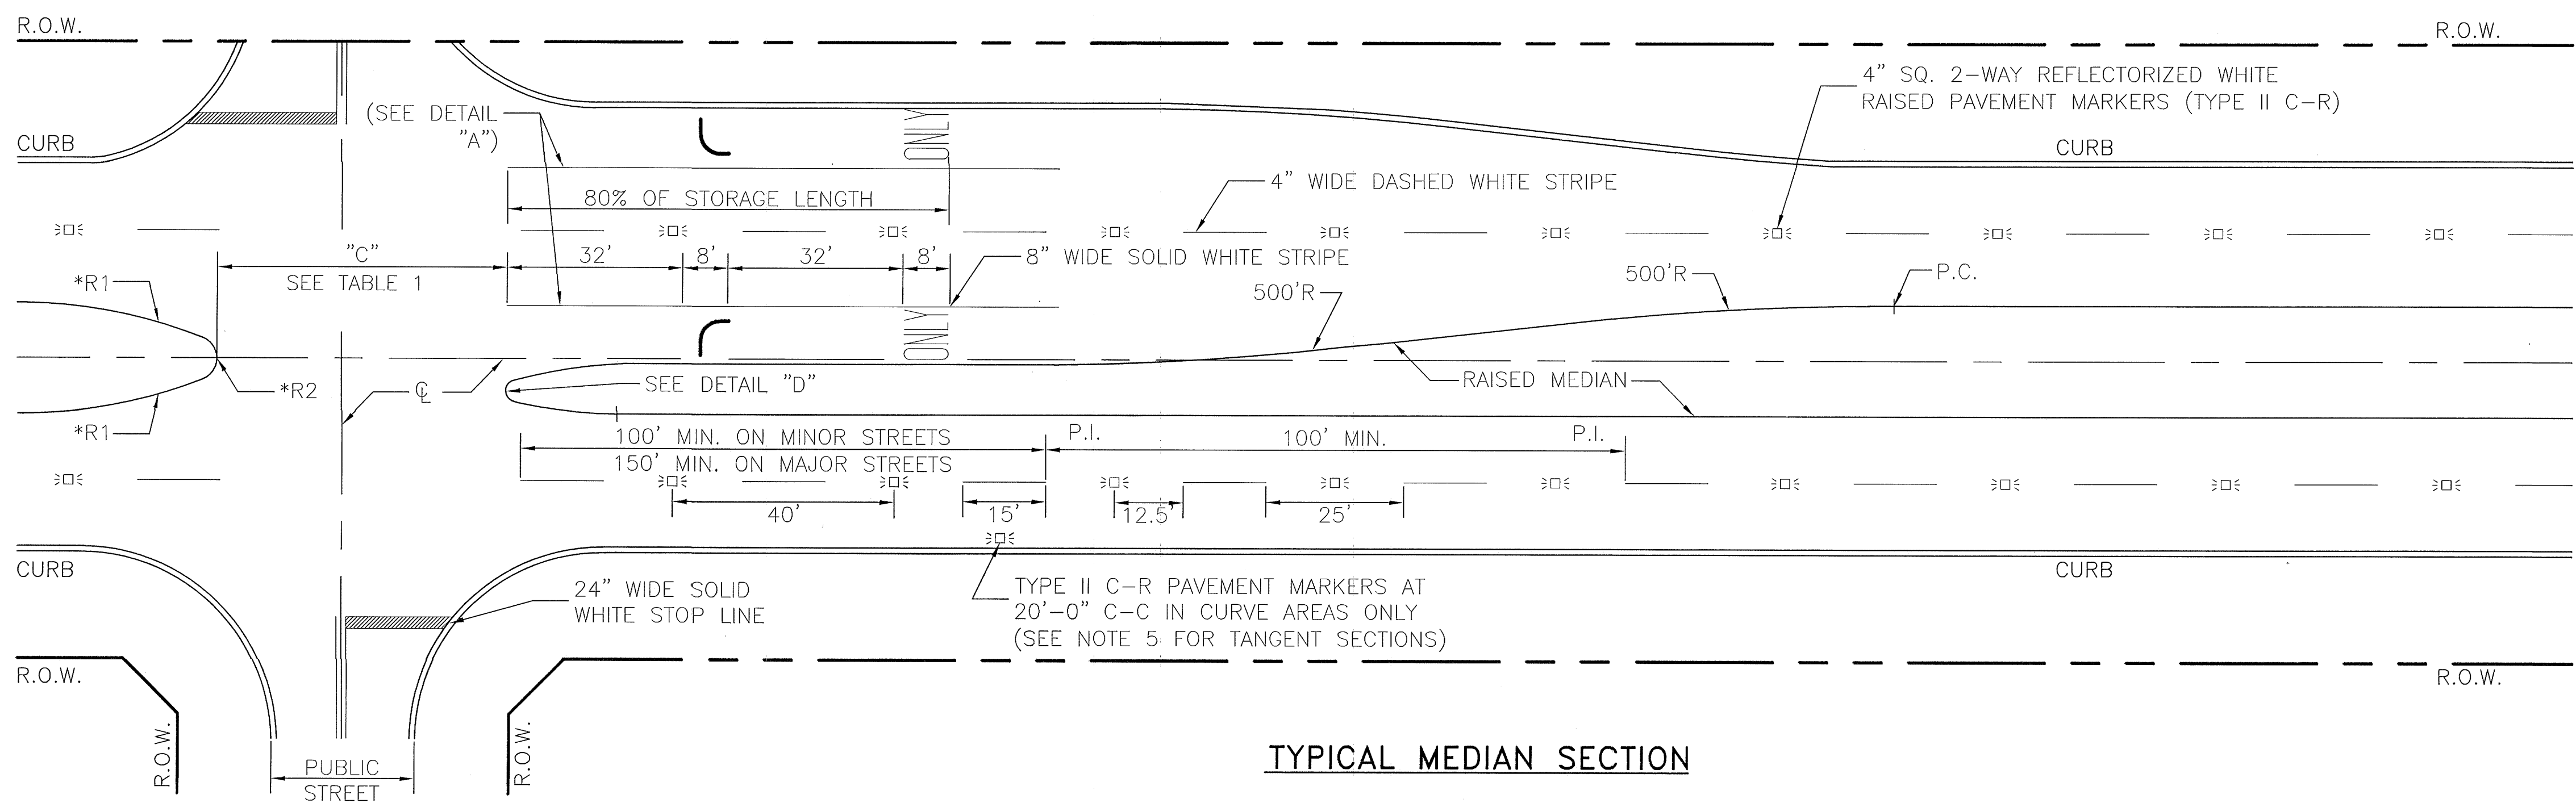 R.O.W.
R.O.W.
4" SQ. 2-WAY REFLECTORIZED WHITE
RAISED PAVEMENT MARKERS (TYPE II C-R)
(SEE DETAIL
"A")
CURB
ONLY
CURB
80% OF STORAGE LENGTH
4" WIDE DASHED WHITE STRIPE
"C"
SEE TABLE 1
32'
8'
32'
8'
8" WIDE SOLID WHITE STRIPE
*R1
500'R
500'R
P.C.
ONLY
*R2
℄
SEE DETAIL "D"
RAISED MEDIAN
*R1
100' MIN. ON MINOR STREETS
150' MIN. ON MAJOR STREETS
P.I.
100' MIN.
P.I.
40'
15'
12.5'
25'
CURB
CURB
24" WIDE SOLID
WHITE STOP LINE
TYPE II C-R PAVEMENT MARKERS AT
20'-0" C-C IN CURVE AREAS ONLY
(SEE NOTE 5 FOR TANGENT SECTIONS)
R.O.W.
R.O.W.
R.O.W.
R.O.W.
PUBLIC
STREET
TYPICAL MEDIAN SECTION